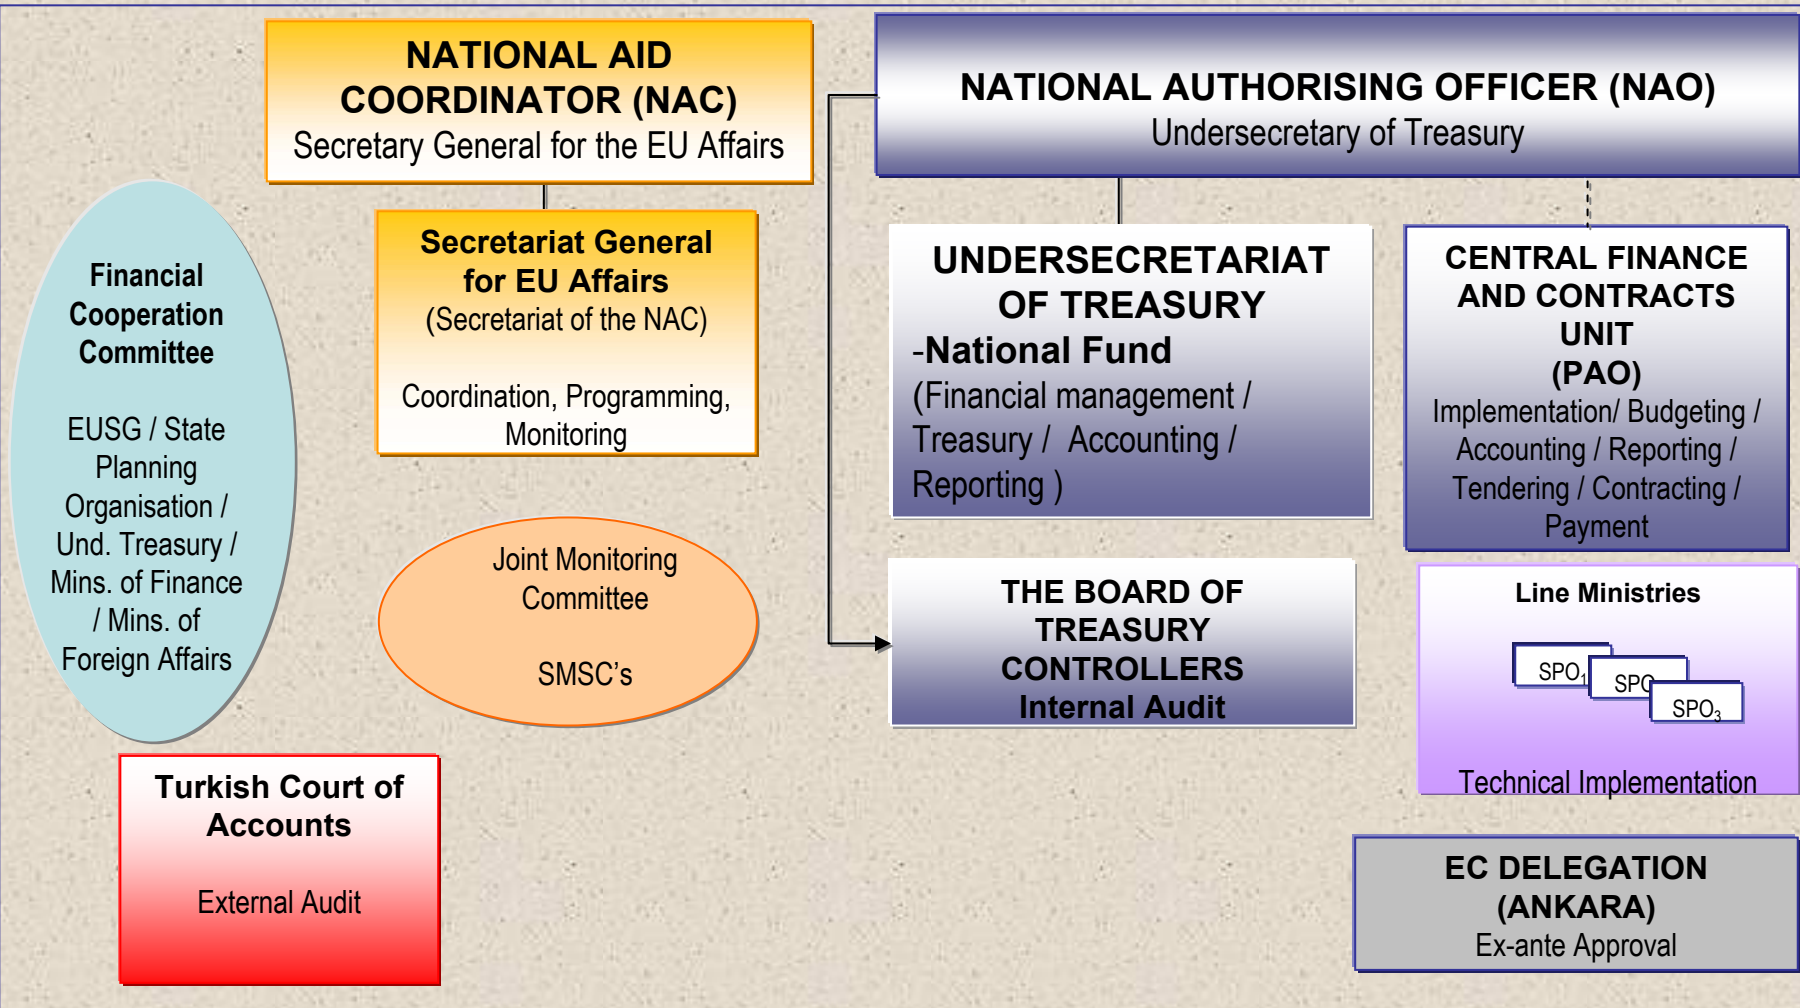 NATIONAL AID
COORDINATOR (NAC)
Secretary General for the EU Affairs
NATIONAL AUTHORISING OFFICER (NAO)
Undersecretary of Treasury
Financial
Cooperation
Committee
EUSG / State
Planning
Organisation /
Und. Treasury /
Mins. of Finance
/ Mins. of
Foreign Affairs
Secretariat General
for EU Affairs
(Secretariat of the NAC)
Coordination, Programming,
Monitoring
UNDERSECRETARIAT
OF TREASURY
-National Fund
(Financial management /
Treasury / Accounting /
Reporting )
CENTRAL FINANCE
AND CONTRACTS
UNIT
(PAO)
Implementation/ Budgeting /
Accounting / Reporting /
Tendering / Contracting /
Payment
Joint Monitoring
Committee
SMSC's
THE BOARD OF
TREASURY
CONTROLLERS
Internal Audit
Line Ministries
SPO1
SPO
SPO3
Technical Implementation
Turkish Court of
Accounts
External Audit
EC DELEGATION
(ANKARA)
Ex-ante Approval